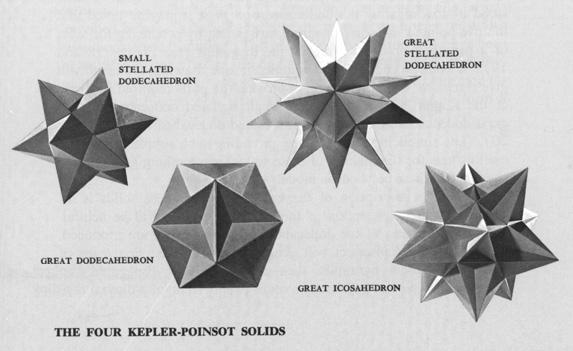 SMALL
STELLATED
DODECAHEDRON
GREAT
STELLATED
DODECAHEDRON
GREAT DODECAHEDRON
GREAT ICOSAHEDRON
THE FOUR KEPLER-POINSOT SOLIDS